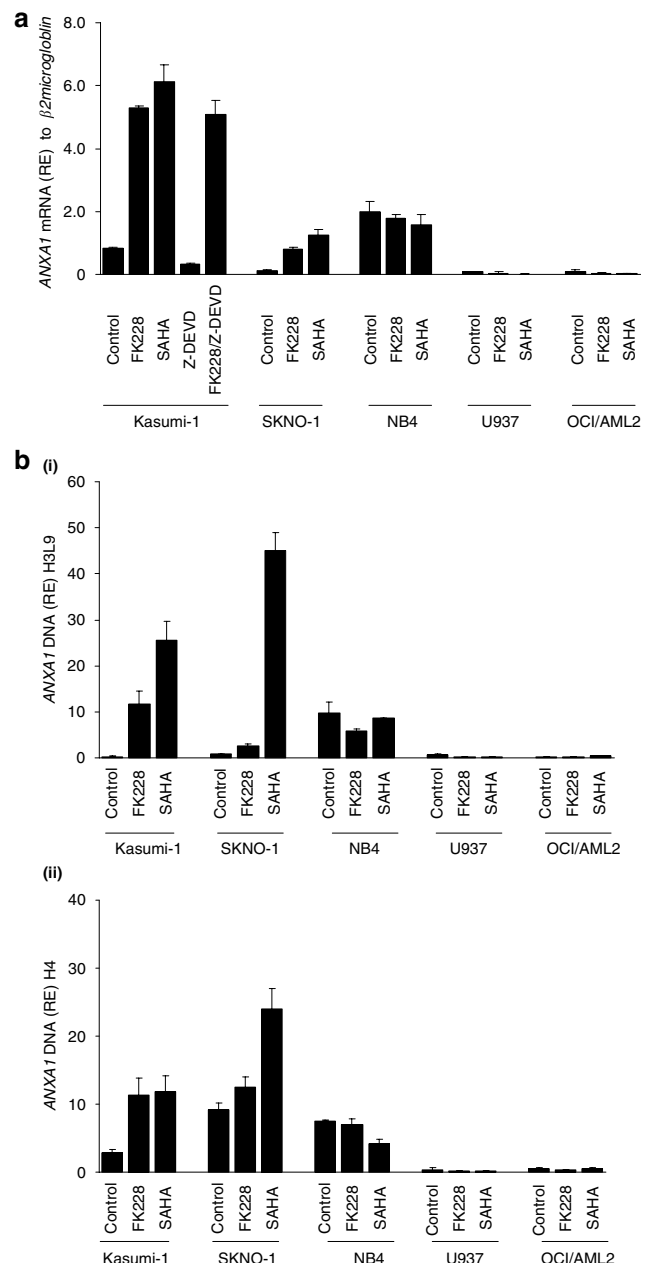 a
ANXA1 mRNA (RE) to β2microgloblin
8.0
6.0
4.0
2.0
0
Control
FK228
SAHA
Z-DEVD
FK228/Z-DEVD
Control
FK228
SAHA
Control
FK228
SAHA
Control
FK228
SAHA
Control
FK228
SAHA
Kasumi-1
SKNO-1
NB4
U937
OCI/AML2
b (i)
ANXA1 DNA (RE) H3L9
60
50
40
30
20
10
0
Control
FK228
SAHA
Control
FK228
SAHA
Control
FK228
SAHA
Control
FK228
SAHA
Control
FK228
SAHA
Kasumi-1
SKNO-1
NB4
U937
OCI/AML2
(ii)
ANXA1 DNA (RE) H4
40
30
20
10
0
Control
FK228
SAHA
Control
FK228
SAHA
Control
FK228
SAHA
Control
FK228
SAHA
Control
FK228
SAHA
Kasumi-1
SKNO-1
NB4
U937
OCI/AML2